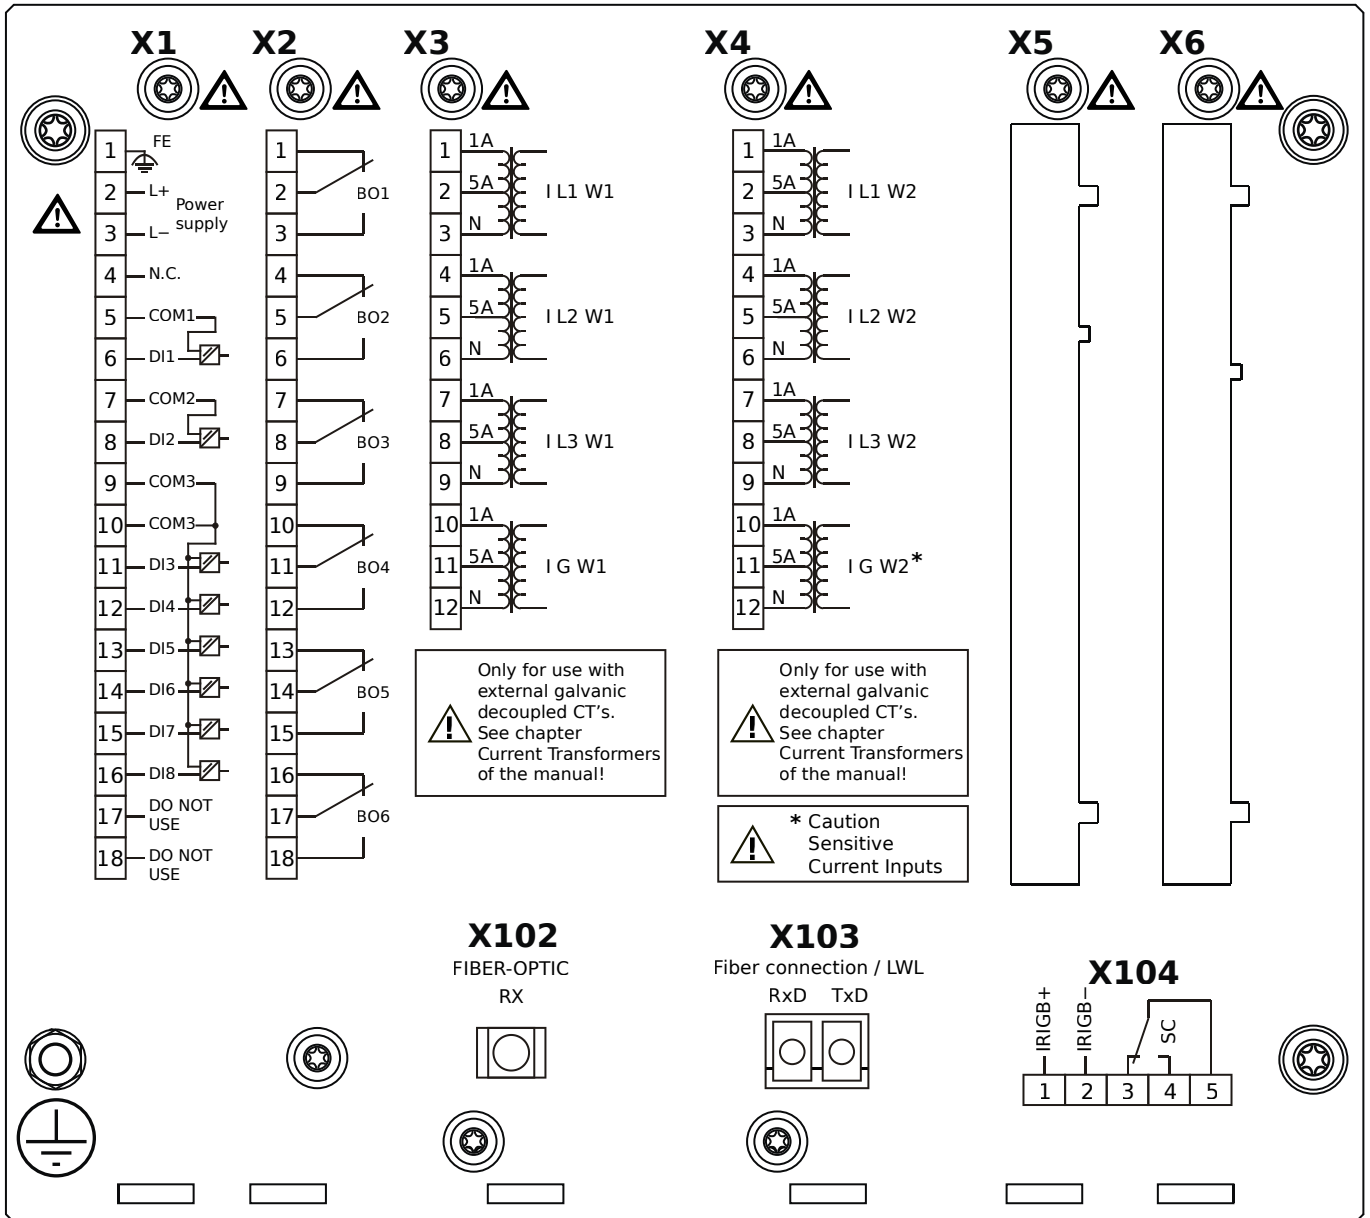 X1 X2 X3 X4 X5 X6
1 FE
2 L+
Power
supply
3 L−
4 N.C.
5 COM1
6 DI1
7 COM2
8 DI2
9 COM3
10 COM3
11 DI3
12 DI4
13 DI5
14 DI6
15 DI7
16 DI8
17 DO NOT
USE
18 DO NOT
USE
1
2 BO1
3
4
5 BO2
6
7
8 BO3
9
10
11 BO4
12
13
14 BO5
15
16
17 BO6
18
1 1A
2 5A I L1 W1
3 N
4 1A
5 5A I L2 W1
6 N
7 1A
8 5A I L3 W1
9 N
10 1A
11 5A I G W1
12 N
Only for use with
external galvanic
decoupled CT's.
See chapter
Current Transformers
of the manual!
1 1A
2 5A I L1 W2
3 N
4 1A
5 5A I L2 W2
6 N
7 1A
8 5A I L3 W2
9 N
10 1A
11 5A I G W2*
12 N
Only for use with
external galvanic
decoupled CT's.
See chapter
Current Transformers
of the manual!
* Caution
Sensitive
Current Inputs
X102
FIBER-OPTIC
RX
X103
Fiber connection / LWL
RxD TxD
X104
IRIGB+
IRIGB−
SC
1 2 3 4 5